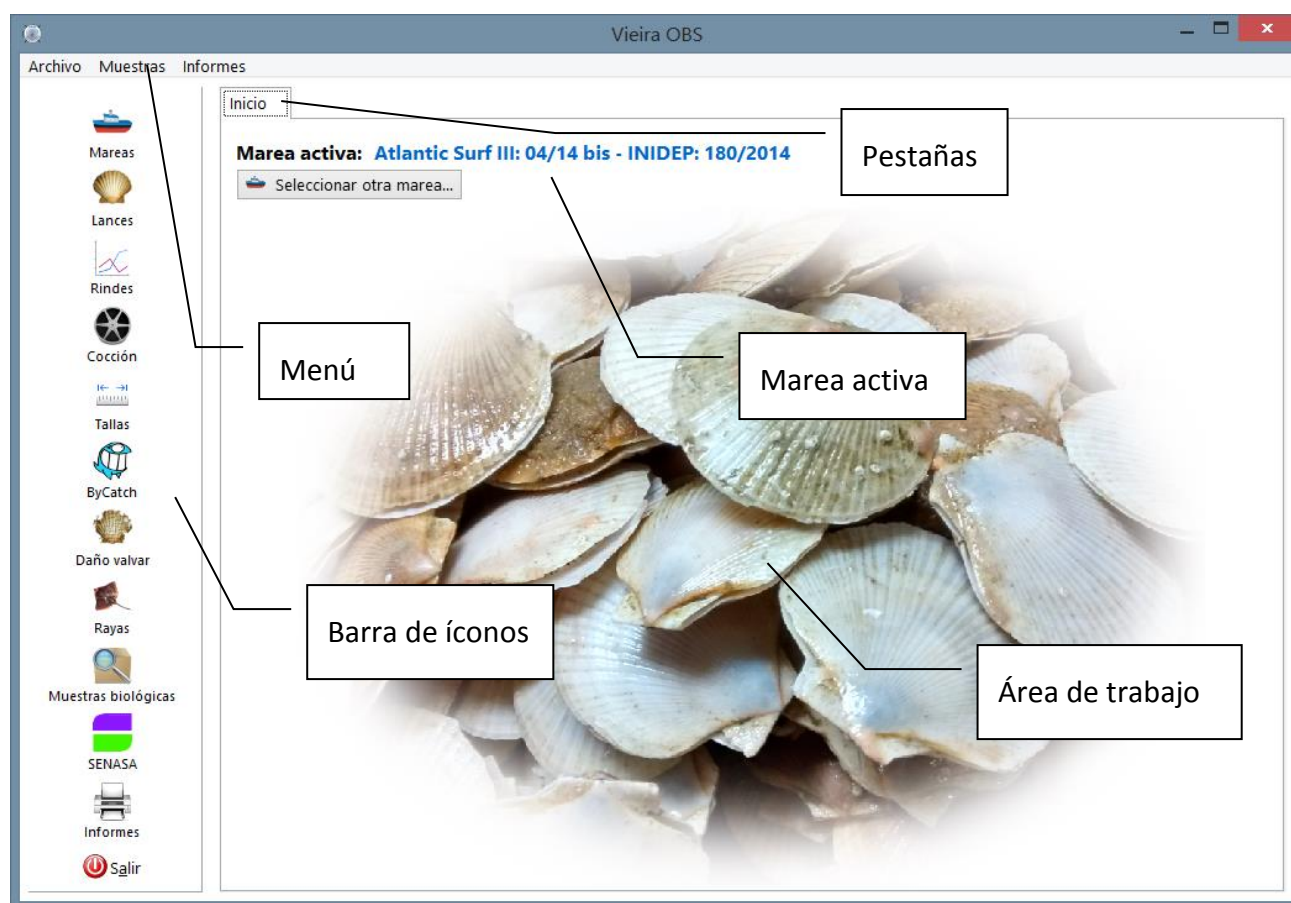 Vieira OBS
Archivo Muestras Informes
Inicio
Marea activa: Atlantic Surf III: 04/14 bis - INIDEP: 180/2014
Seleccionar otra marea...
Mareas
Lances
Rindes
Cocción
Tallas
ByCatch
Daño valvar
Rayas
Muestras biológicas
SENASA
Informes
Salir
Pestañas
Menú
Marea activa
Barra de íconos
Área de trabajo